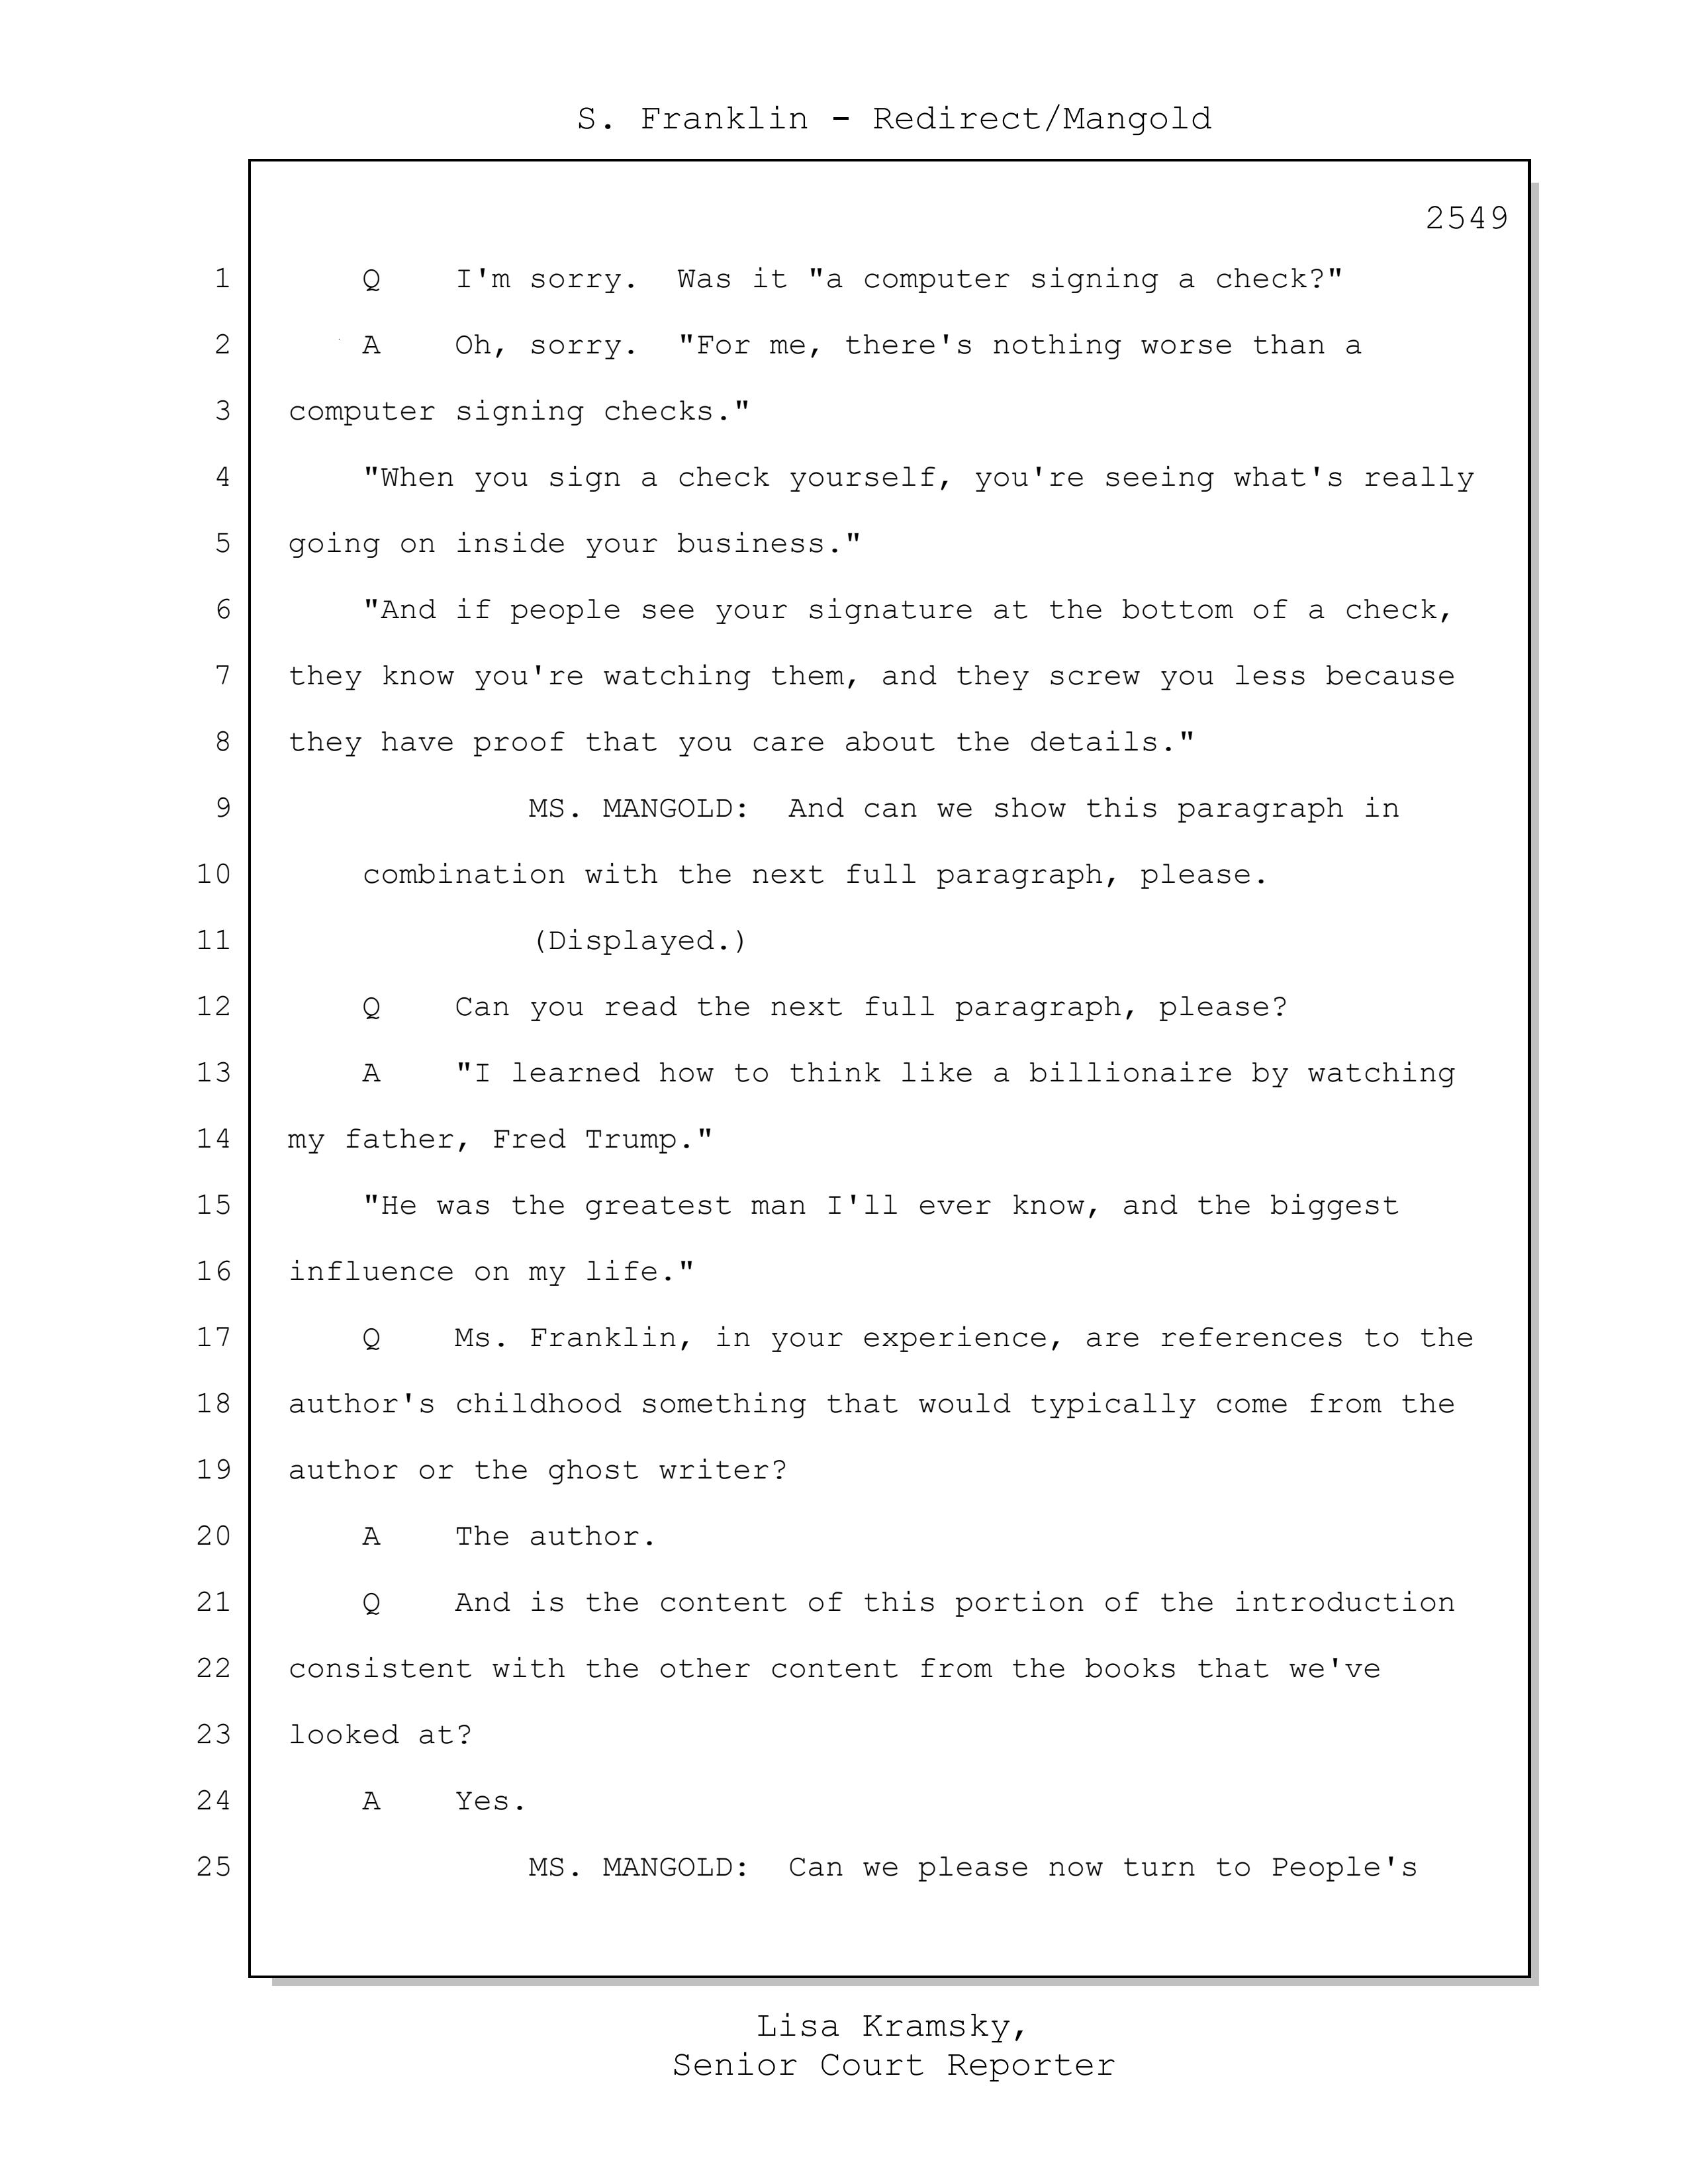 S. Franklin - Redirect/Mangold
2549
1 Q I'm sorry. Was it "a computer signing a check?"
2 A Oh, sorry. "For me, there's nothing worse than a
3 computer signing checks."
4 "When you sign a check yourself, you're seeing what's really
5 going on inside your business."
6 "And if people see your signature at the bottom of a check,
7 they know you're watching them, and they screw you less because
8 they have proof that you care about the details."
9 MS. MANGOLD: And can we show this paragraph in
10 combination with the next full paragraph, please.
11 (Displayed.)
12 Q Can you read the next full paragraph, please?
13 A "I learned how to think like a billionaire by watching
14 my father, Fred Trump."
15 "He was the greatest man I'll ever know, and the biggest
16 influence on my life."
17 Q Ms. Franklin, in your experience, are references to the
18 author's childhood something that would typically come from the
19 author or the ghost writer?
20 A The author.
21 Q And is the content of this portion of the introduction
22 consistent with the other content from the books that we've
23 looked at?
24 A Yes.
25 MS. MANGOLD: Can we please now turn to People's
Lisa Kramsky,
Senior Court Reporter